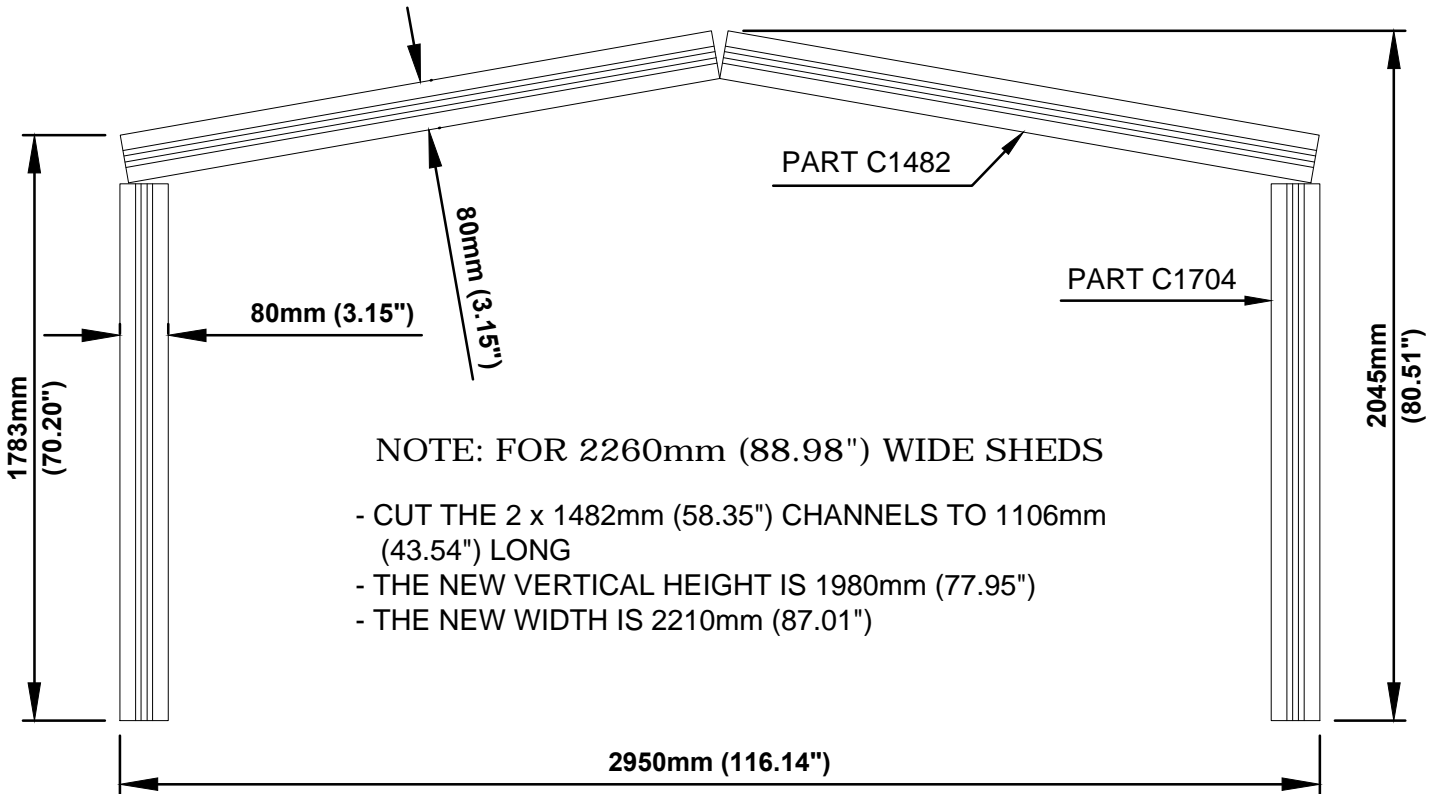 PART C1482
80mm (3.15")
80mm (3.15")
PART C1704
1783mm
(70.20")
2045mm
(80.51")
NOTE: FOR 2260mm (88.98") WIDE SHEDS
- CUT THE 2 x 1482mm (58.35") CHANNELS TO 1106mm
(43.54") LONG
- THE NEW VERTICAL HEIGHT IS 1980mm (77.95")
- THE NEW WIDTH IS 2210mm (87.01")
2950mm (116.14")